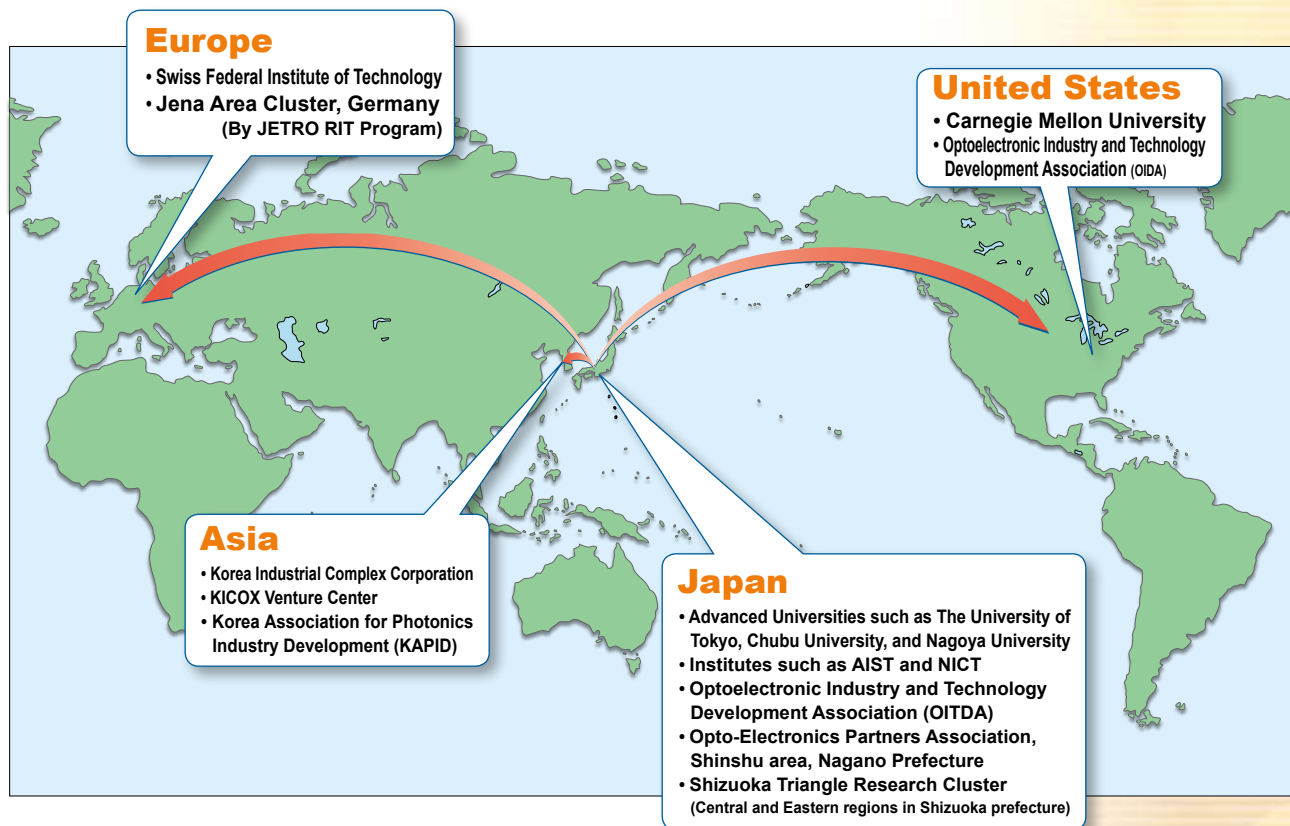 Europe
• Swiss Federal Institute of Technology
• Jena Area Cluster, Germany
(By JETRO RIT Program)
United States
• Carnegie Mellon University
• Optoelectronic Industry and Technology
Development Association (OIDA)
Asia
• Korea Industrial Complex Corporation
• KICOX Venture Center
• Korea Association for Photonics
Industry Development (KAPID)
Japan
• Advanced Universities such as The University of
Tokyo, Chubu University, and Nagoya University
• Institutes such as AIST and NICT
• Optoelectronic Industry and Technology
Development Association (OITDA)
• Opto-Electronics Partners Association,
Shinshu area, Nagano Prefecture
• Shizuoka Triangle Research Cluster
(Central and Eastern regions in Shizuoka prefecture)